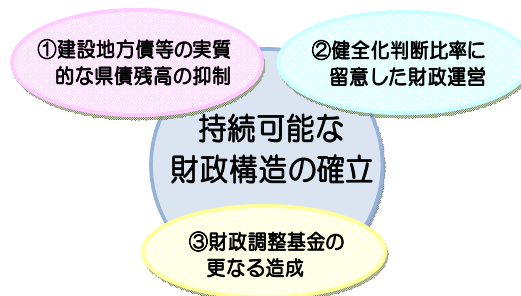 ①建設地方債等の実質
的な県債残高の抑制
②健全化判断比率に
留意した財政運営
持続可能な
財政構造の確立
③財政調整基金の
更なる造成